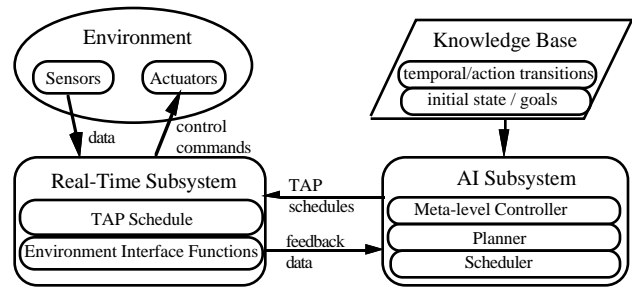 Environment
Sensors
Actuators
data
control
commands
Knowledge Base
temporal/action transitions
initial state / goals
Real-Time Subsystem
TAP Schedule
Environment Interface Functions
TAP
schedules
feedback
data
AI Subsystem
Meta-level Controller
Planner
Scheduler